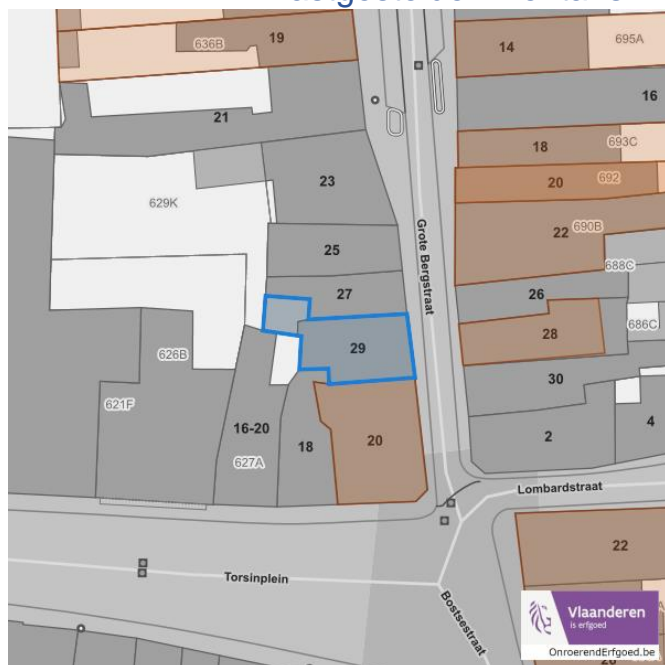 636B
19
14
695A
21
16
18
693C
23
20
692
629K
22
690B
25
688C
Grote Bergstraat
27
26
686C
28
29
626B
30
621F
16-20
18
20
2
4
627A
Lombardstraat
22
Torsinplein
Bostsestraat
Vlaanderen
is erfgoed
OnroerendErfgoed.be